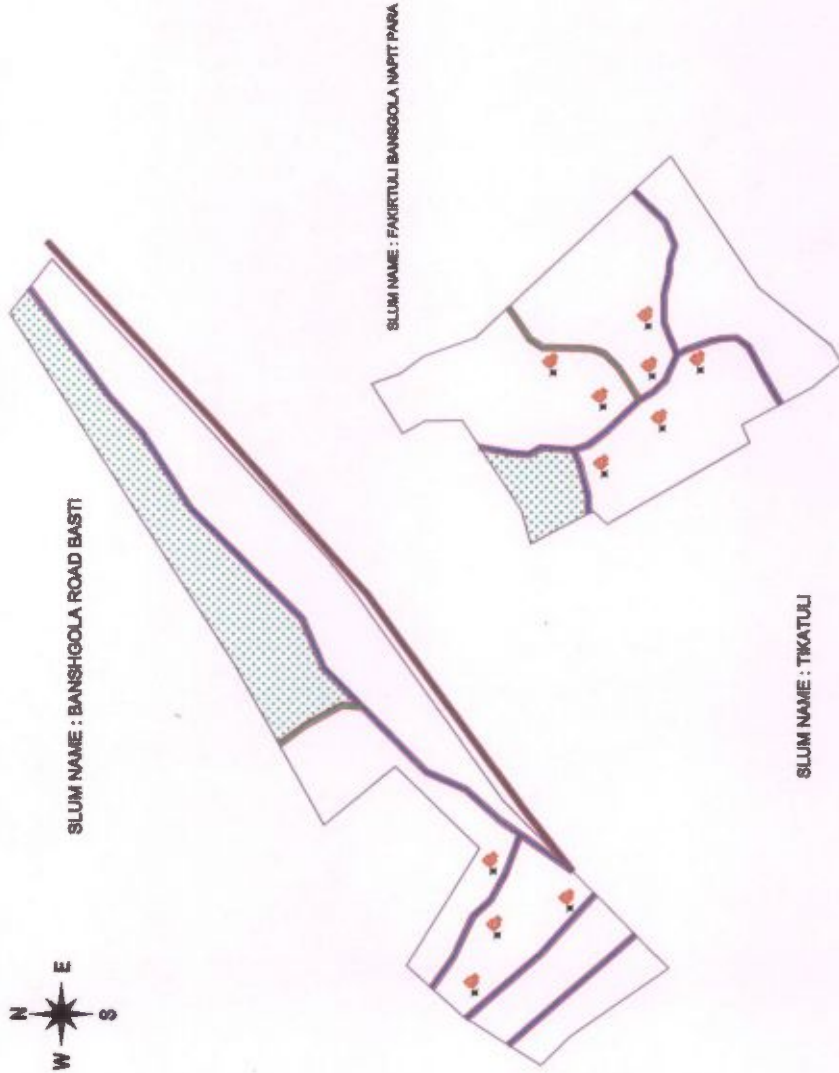 N
W
E
S
SLUM NAME : BANSHGOLA ROAD BASTI
SLUM NAME : FAKIRTULI BANSGOLA NAPIT PARA
SLUM NAME : TIKATULI